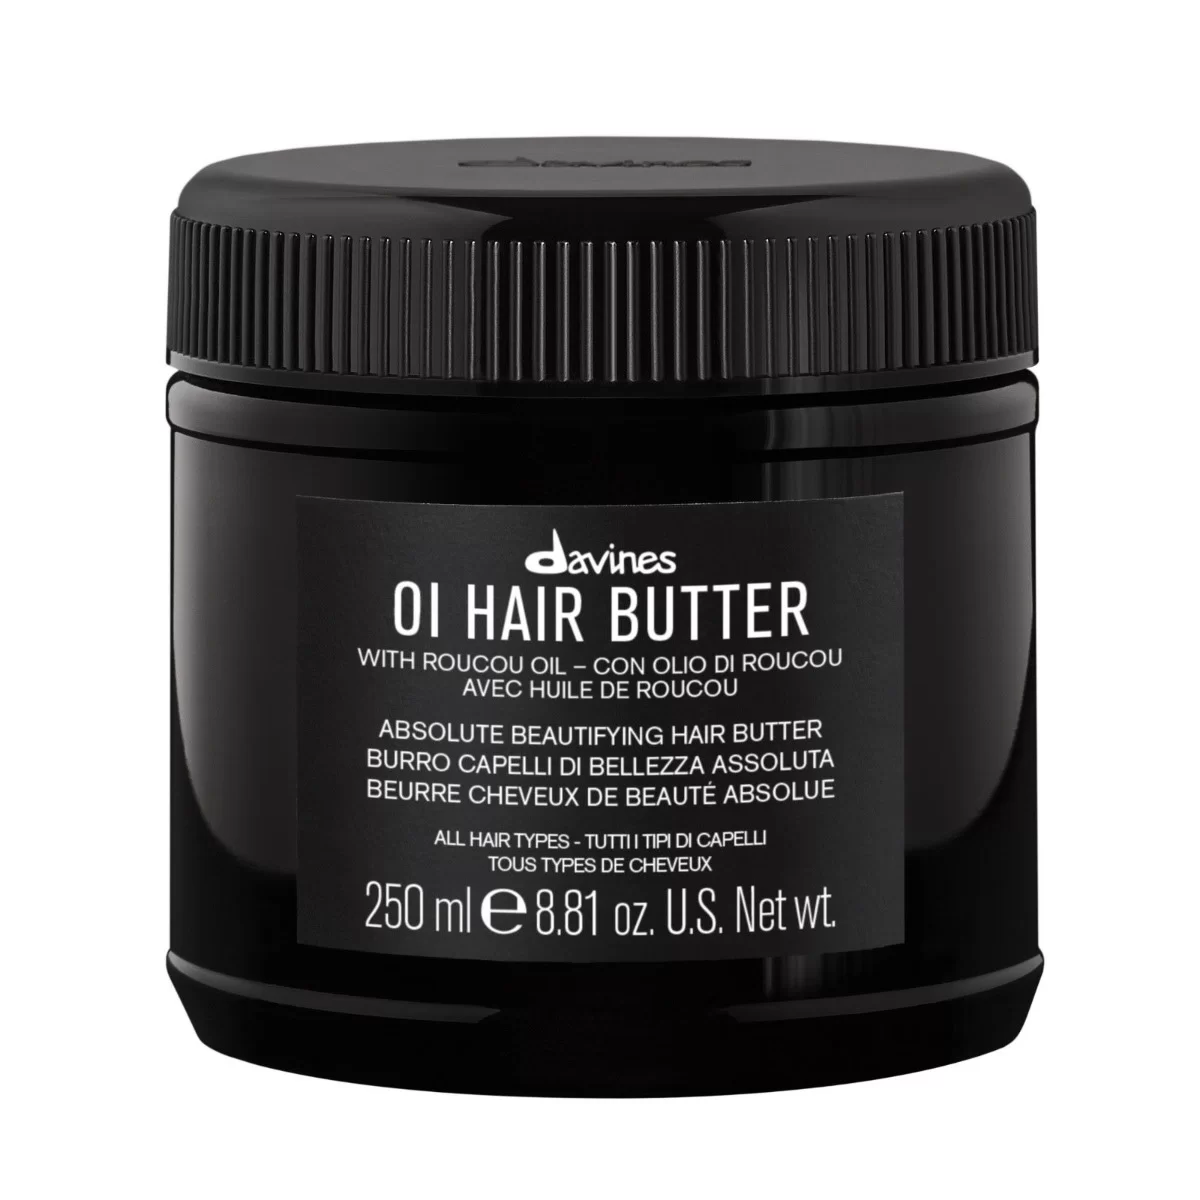 davines
davines
OI HAIR BUTTER
WITH ROUCOU OIL – CON OLIO DI ROUCOU
AVEC HUILE DE ROUCOU
ABSOLUTE BEAUTIFYING HAIR BUTTER
BURRO CAPELLI DI BELLEZZA ASSOLUTA
BEURRE CHEVEUX DE BEAUTÉ ABSOLUE
ALL HAIR TYPES - TUTTI I TIPI DI CAPELLI
TOUS TYPES DE CHEVEUX
250 ml ℮ 8.81 oz. U.S. Net wt.